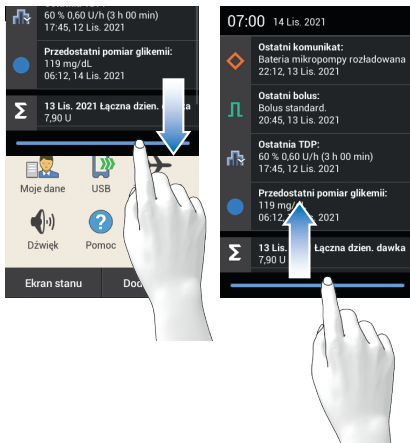 60 % 0,60 U/h (3 h 00 min)
17:45, 12 Lis. 2021
Przedostatni pomiar glikemii:
119 mg/dL
06:12, 14 Lis. 2021
13 Lis. 2021 Łączna dzien. dawka
7,90 U
Moje dane
USB
Dźwięk
Pomoc
Ekran stanu
07:00 14 Lis. 2021
Ostatni komunikat:
Bateria mikropompy rozładowana
22:12, 13 Lis. 2021
Ostatni bolus:
Bolus standard.
20:45, 13 Lis. 2021
Ostatnia TDP:
60 % 0,60 U/h (3 h 00 min)
17:45, 12 Lis. 2021
Przedostatni pomiar glikemii:
119
06:12, 2021
13 Lis. Łączna dzien. dawka
7,90 U